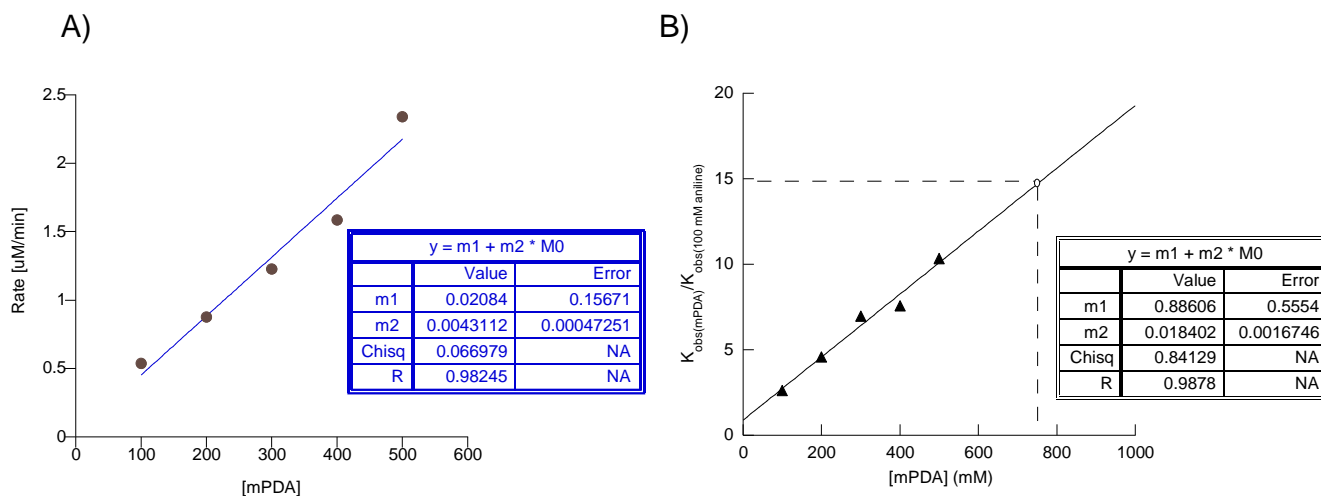 A)
2.5
2
1.5
1
0.5
0
0 100 200 300 400 500 600
Rate [uM/min]
[mPDA]
y = m1 + m2 * M0
Value Error
m1 0.02084 0.15671
m2 0.0043112 0.00047251
Chisq 0.066979 NA
R 0.98245 NA
B)
20
15
10
5
0
0 200 400 600 800 1000
Kobs(mPDA)/Kobs(100 mM aniline)
[mPDA] (mM)
y = m1 + m2 * M0
Value Error
m1 0.88606 0.5554
m2 0.018402 0.0016746
Chisq 0.84129 NA
R 0.9878 NA